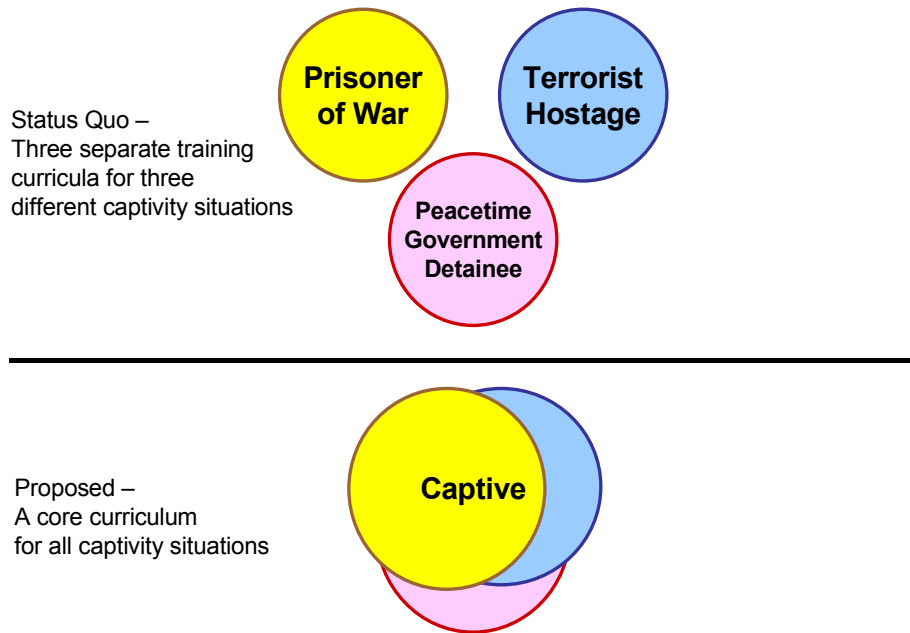 Prisoner
of War
Terrorist
Hostage
Status Quo –
Three separate training
curricula for three
different captivity situations
Peacetime
Government
Detainee
Captive
Proposed –
A core curriculum
for all captivity situations